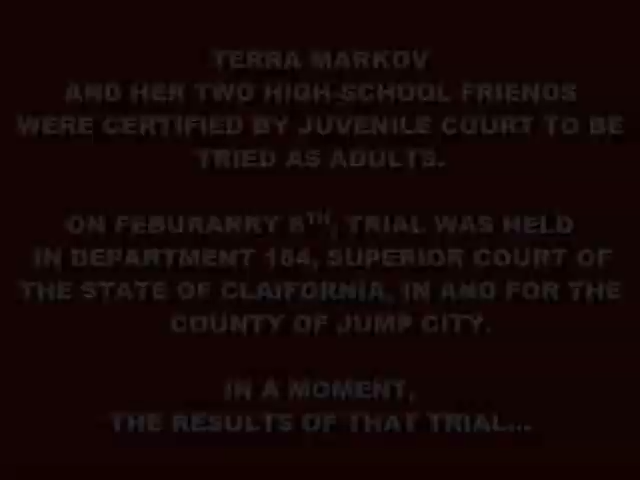 TERRA MARKOV
AND HER TWO HIGH-SCHOOL FRIENDS
WERE CERTIFIED BY JUVENILE COURT TO BE
TRIED AS ADULTS.
ON FEBURARRY 8TH, TRIAL WAS HELD
IN DEPARTMENT 184, SUPERIOR COURT OF
THE STATE OF CLAIFORNIA, IN AND FOR THE
COUNTY OF JUMP CITY.
IN A MOMENT,
THE RESULTS OF THAT TRIAL...